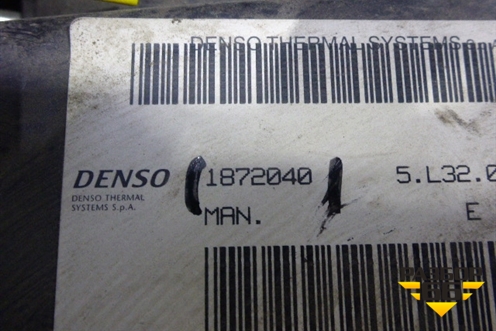 DENSO THERMAL SYSTEMS S.p.
DENSO 1872040 5.L32.0
DENSO THERMAL
SYSTEMS S.p.A.
MAN. E